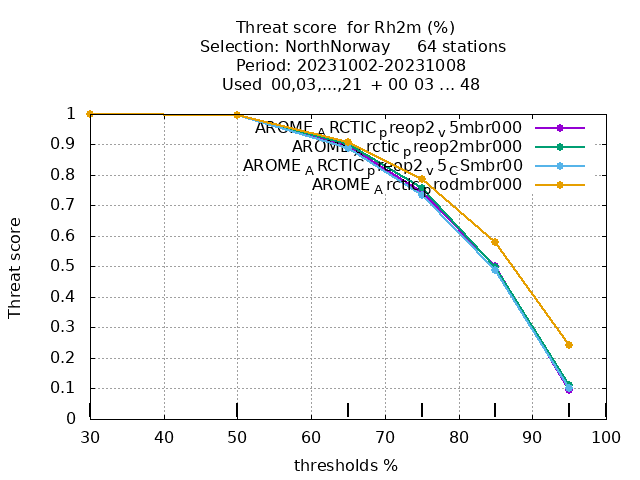 Threat score for Rh2m (%)
Selection: NorthNorway 64 stations
Period: 20231002-20231008
Used 00,03,...,21 + 00 03 ... 48
1
AROME_ARCTIC_preop2_v5mbr000
0.9
AROME_Arctic_preop2mbr000
AROME_ARCTIC_preop2_v5_CSmbr00
0.8
AROME_Arctic_prodmbr000
0.7
0.6
0.5
0.4
0.3
0.2
0.1
0
Threat score
30 40 50 60 70 80 90 100
thresholds %